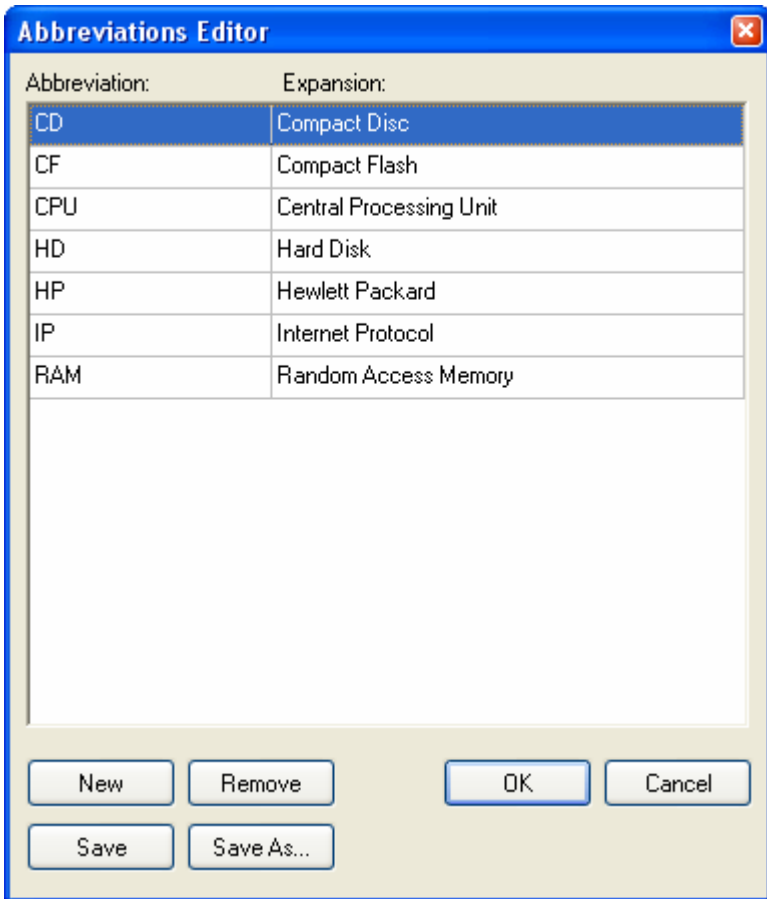 Abbreviations Editor
Abbreviation: Expansion:
CD Compact Disc
CF Compact Flash
CPU Central Processing Unit
HD Hard Disk
HP Hewlett Packard
IP Internet Protocol
RAM Random Access Memory
New Remove OK Cancel
Save Save As...